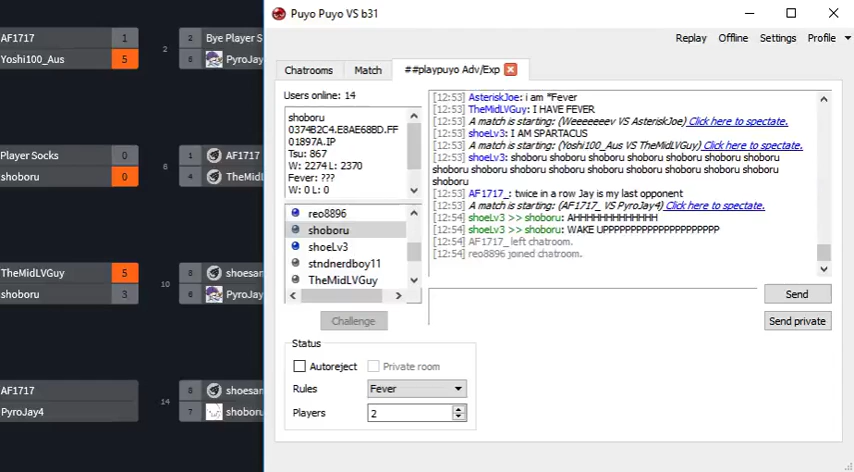 AF1717 1
Yoshi100_Aus 5
2
2 Bye Player S
6 PyroJay
Player Socks 0
shoboru 0
6
1 AF1717
4 TheMidL
TheMidLVGuy 5
shoboru 3
10
8 shoesan
6 PyroJay
AF1717
PyroJay4
14
8 shoesan
7 shoboru
Puyo Puyo VS b31
Replay Offline Settings Profile
Chatrooms Match ##playpuyo Adv/Exp
Users online: 14
shoboru
0374B2C4.E8AE68BD.FF
01897A.IP
Tsu: 867
W: 2274 L: 2370
Fever: ???
W: 0 L: 0
reo8896
shoboru
shoeLv3
stndnerdboy11
TheMidLVGuy
Challenge
Status
Autoreject Private room
Rules Fever
Players 2
[12:53] AsteriskJoe: i am "Fever
[12:53] TheMidLVGuy: I HAVE FEVER
[12:53] A match is starting: (Weeeeeeev VS AsteriskJoe) Click here to spectate.
[12:53] shoeLv3: I AM SPARTACUS
[12:53] A match is starting: (Yoshi100_Aus VS TheMidLVGuy) Click here to spectate.
[12:53] shoeLv3: shoboru shoboru shoboru shoboru shoboru shoboru
shoboru shoboru shoboru shoboru shoboru shoboru shoboru shoboru
shoboru
[12:53] AF1717_: twice in a row Jay is my last opponent
[12:53] A match is starting: (AF1717_ VS PyroJay4) Click here to spectate.
[12:54] shoeLv3 >> shoboru: AHHHHHHHHHHHH
[12:54] shoeLv3 >> shoboru: WAKE UPPPPPPPPPPPPPPPPPPP
[12:54] AF1717_ left chatroom.
[12:54] reo8896 joined chatroom.
Send
Send private